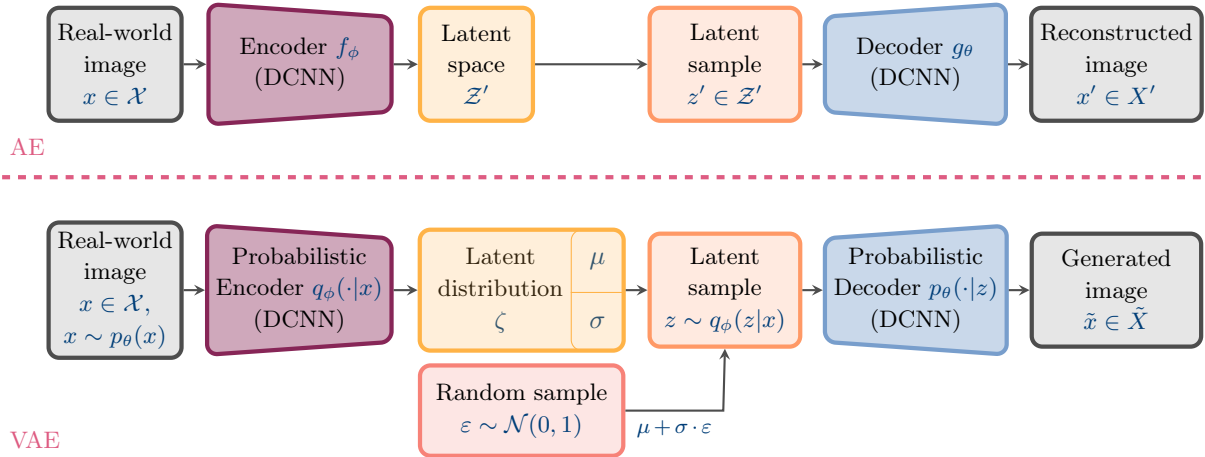 Real-world
image
x ∈ 𝒳
Encoder f_ϕ
(DCNN)
Latent
space
𝒵′
Latent
sample
z′ ∈ 𝒵′
Decoder g_θ
(DCNN)
Reconstructed
image
x′ ∈ X′
AE
Real-world
image
x ∈ 𝒳,
x ∼ p_θ(x)
Probabilistic
Encoder q_ϕ(·|x)
(DCNN)
Latent
distribution
ζ
μ
σ
Latent
sample
z ∼ q_ϕ(z|x)
Probabilistic
Decoder p_θ(·|z)
(DCNN)
Generated
image
x̃ ∈ X̃
Random sample
ε ∼ 𝒩(0, 1)
μ + σ · ε
VAE